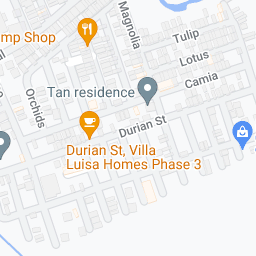 Magnolia
Tulip
mp Shop
Lotus
Camia
Orchids
Tan residence
Durian St
Durian St, Villa
Luisa Homes Phase 3